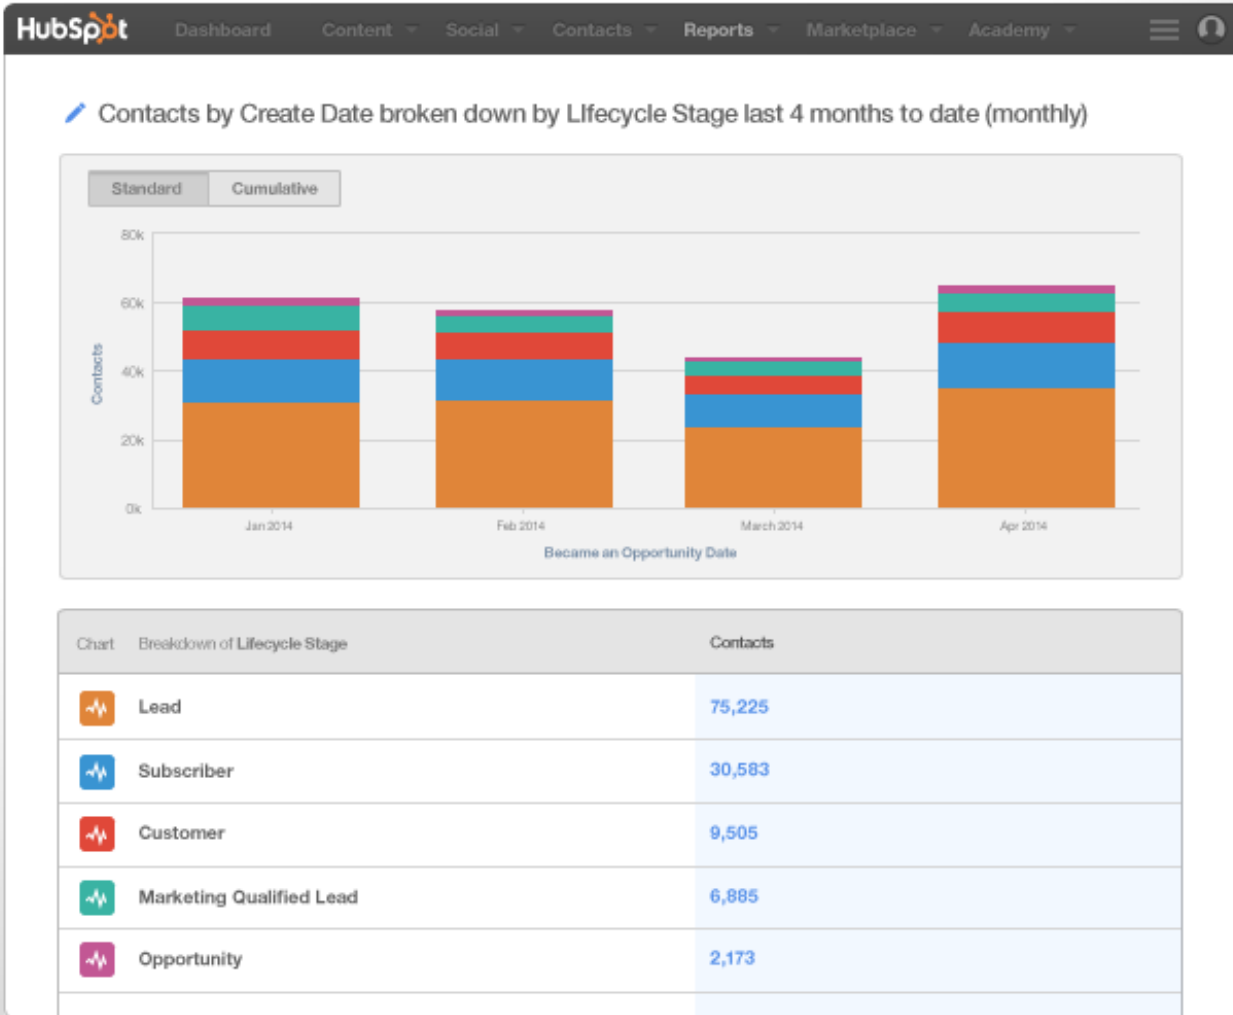 HubSpot Dashboard Content Social Contacts Reports Marketplace Academy
Contacts by Create Date broken down by LIfecycle Stage last 4 months to date (monthly)
Standard Cumulative
80k
60k
40k
20k
0k
Contacts
Jan 2014 Feb 2014 March 2014 Apr 2014
Became an Opportunity Date
Chart Breakdown of Lifecycle Stage Contacts
Lead 75,225
Subscriber 30,583
Customer 9,505
Marketing Qualified Lead 6,885
Opportunity 2,173